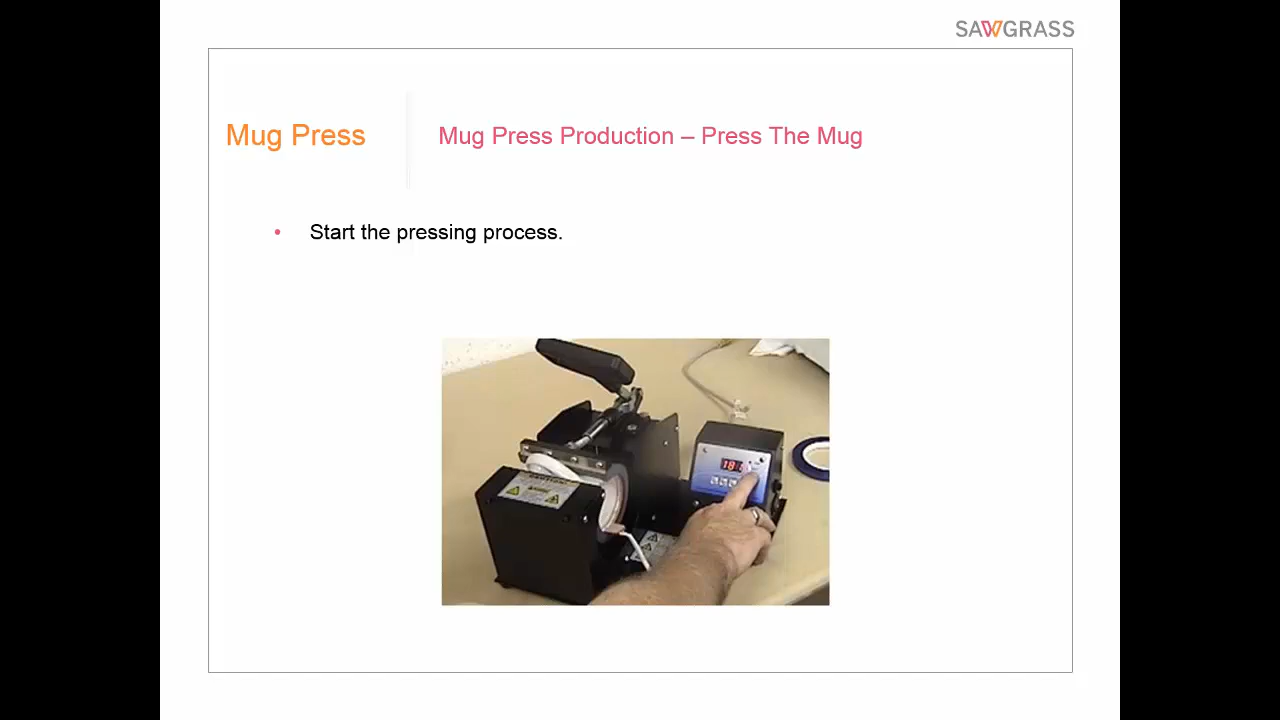 SAWGRASS
Mug Press
Mug Press Production – Press The Mug
• Start the pressing process.